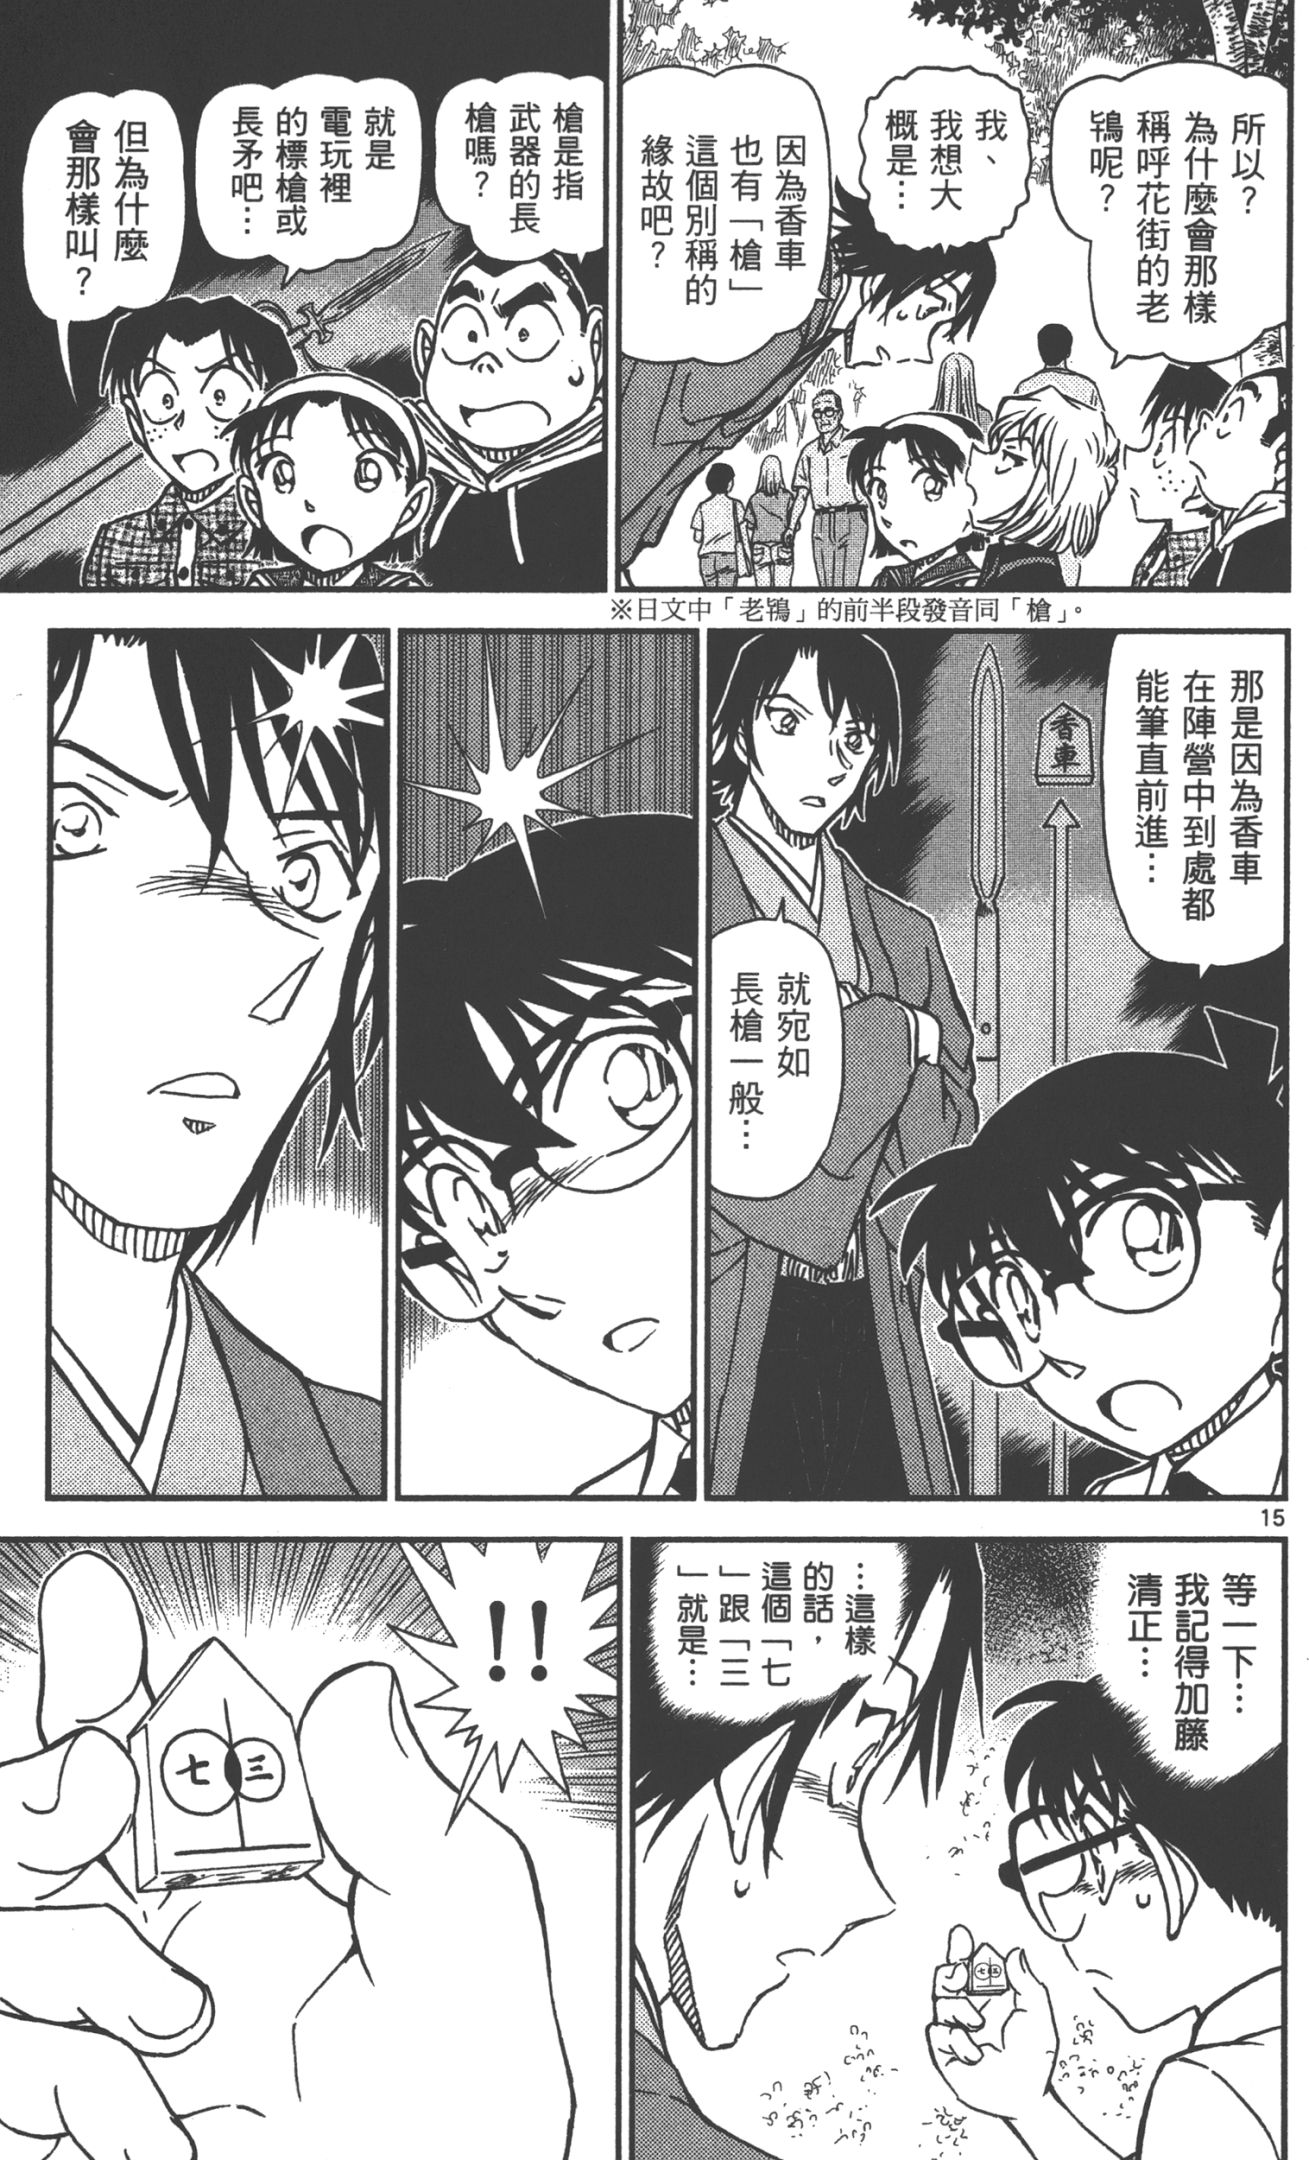 所以？
為什麼會那樣
稱呼花街的老
鴇呢？
我、
我想大
概是…
因為香車
也有「槍」
這個別稱的
緣故吧？
槍是指
武器的長
槍嗎？
就是
電玩裡
的標槍或
長矛吧…
但為什麼
會那樣叫？
※日文中「老鴇」的前半段發音同「槍」。
那是因為香車
在陣營中到處都
能筆直前進…
香車
就宛如
長槍一般…
15
等一下…
我記得加藤
清正…
…這樣
的話，
這個「七
」跟「三
」就是…
七三
!!
七三